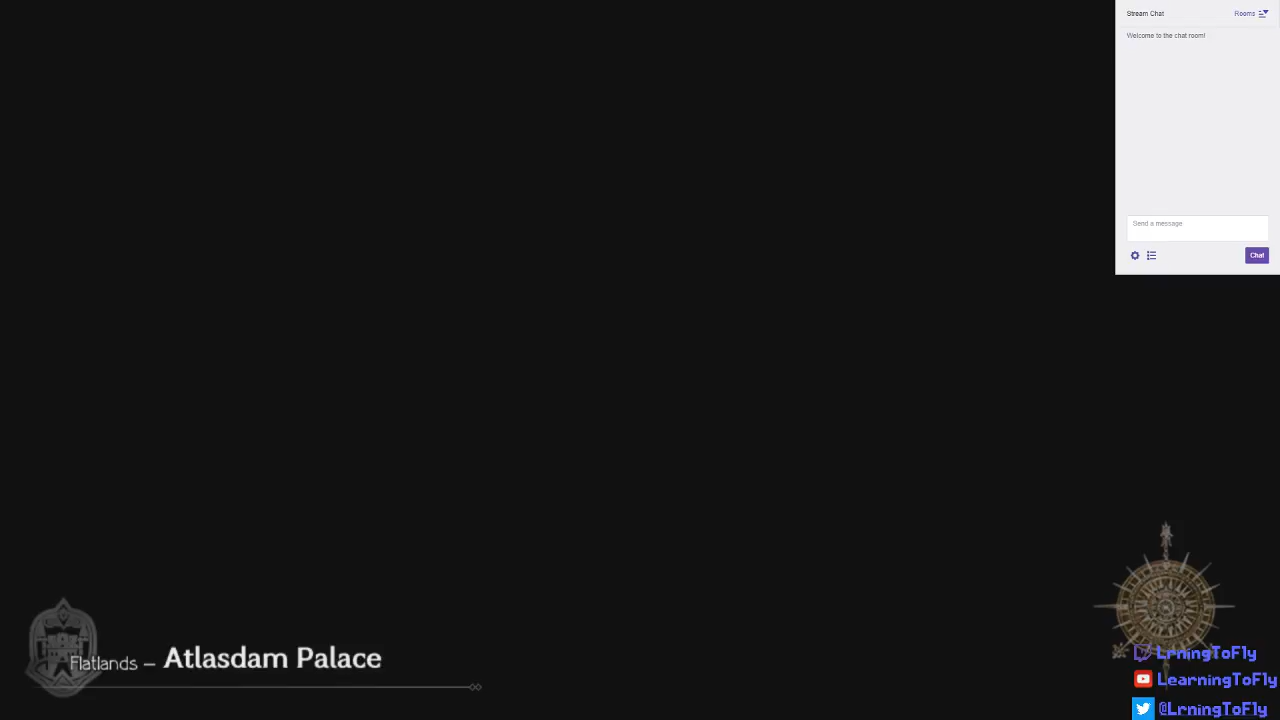 Stream Chat
Rooms
Welcome to the chat room!
Send a message
Chat
Flatlands – Atlasdam Palace
LrningToFly
LearningToFly
@LrningToFly